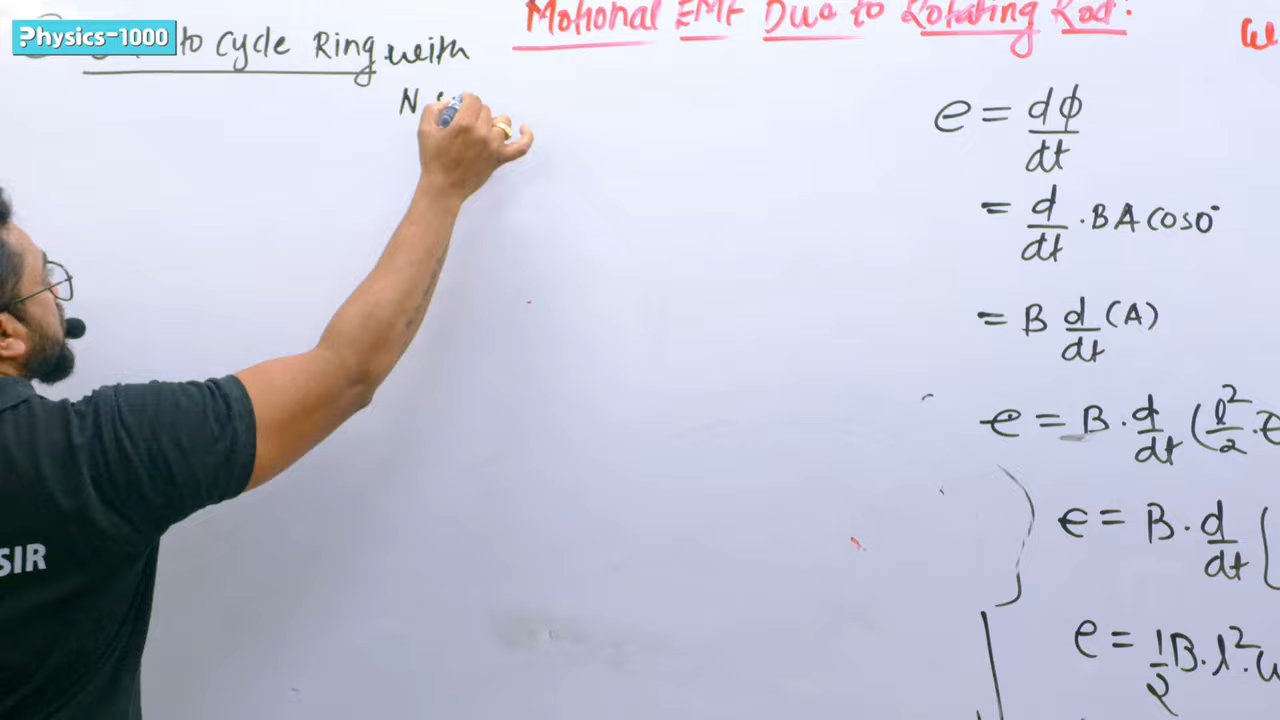 Physics-1000
to Cycle Ring with
N
Motional EMF Due to Rotating Rod:
e = dφ/dt
= d/dt . BA cos0°
= B d/dt (A)
e = B . d/dt (l²/2 .
e = B . d/dt (
e = 1/2 B . l² . ω
SIR